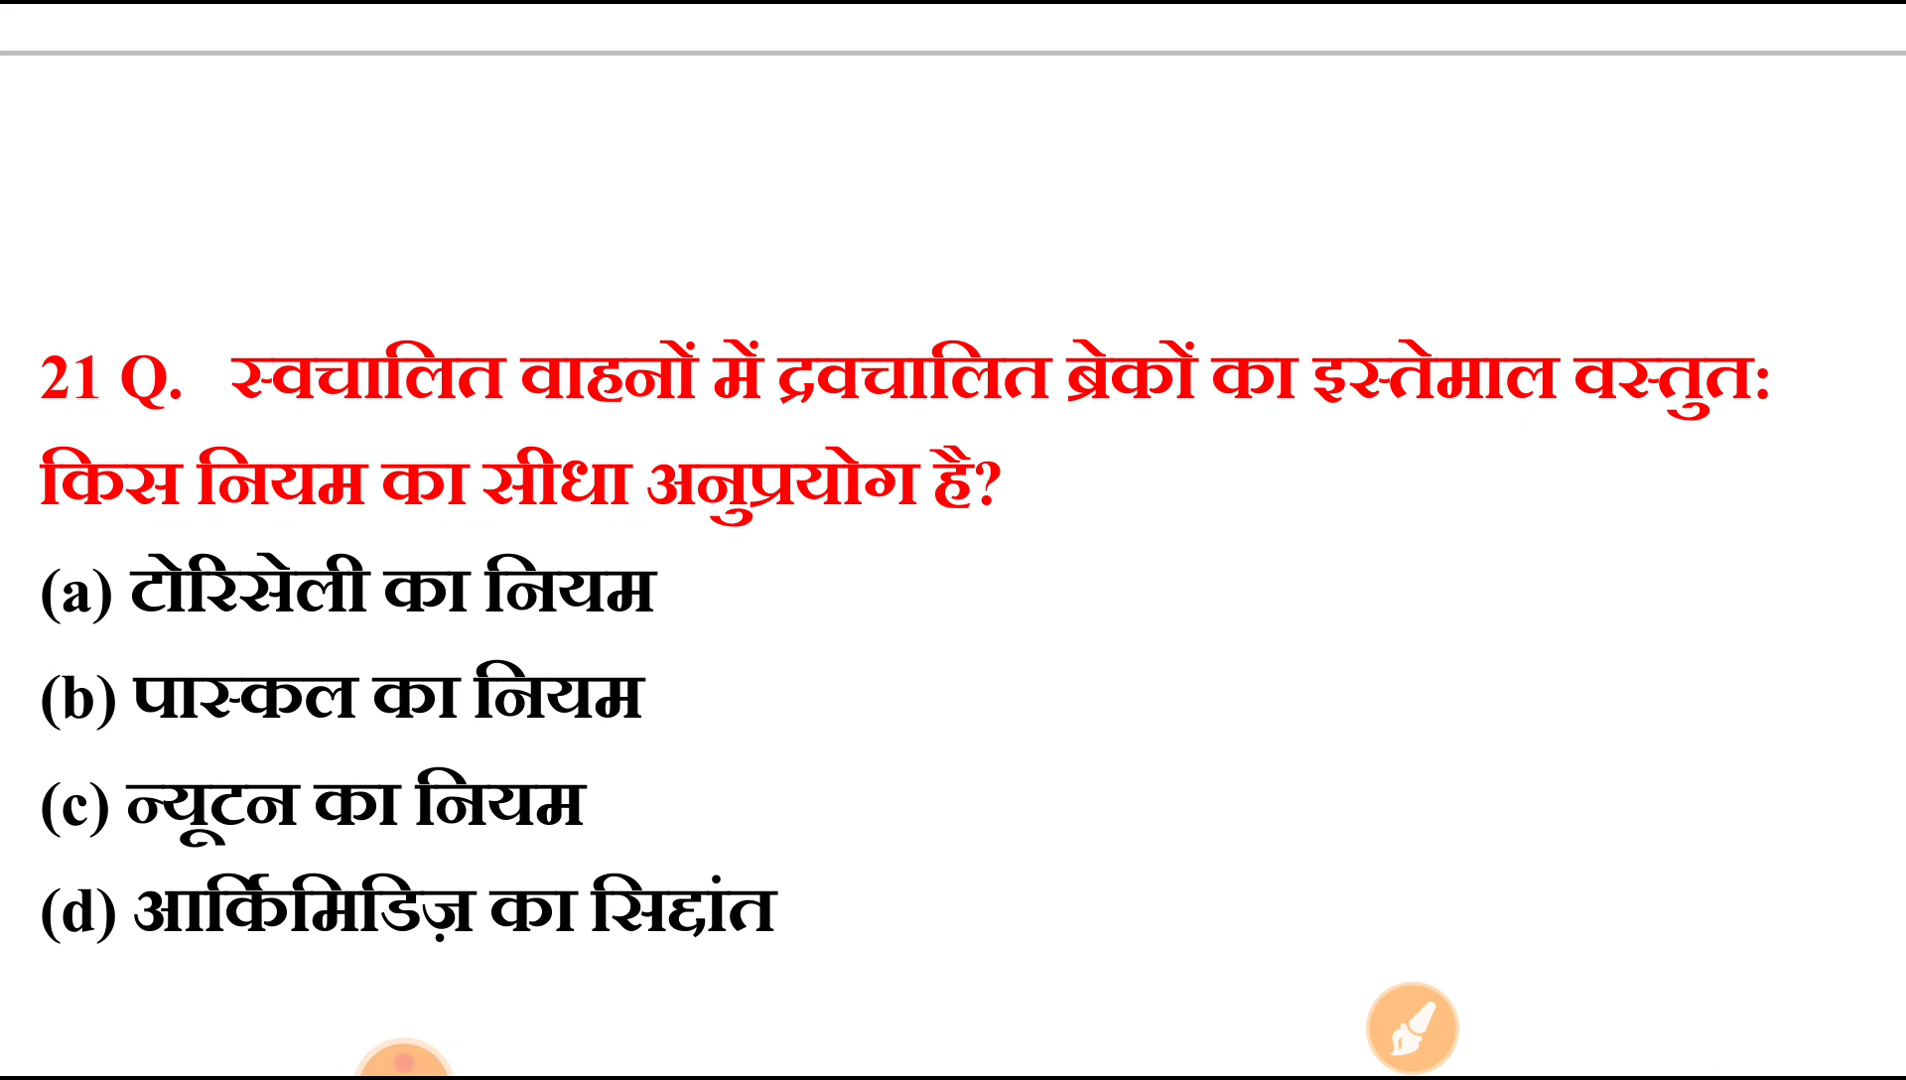 21 Q. स्वचालित वाहनों में द्रवचालित ब्रेकों का इस्तेमाल वस्तुत:
किस नियम का सीधा अनुप्रयोग है?
(a) टोरिसेली का नियम
(b) पास्कल का नियम
(c) न्यूटन का नियम
(d) आर्किमिडिज़ का सिद्दांत